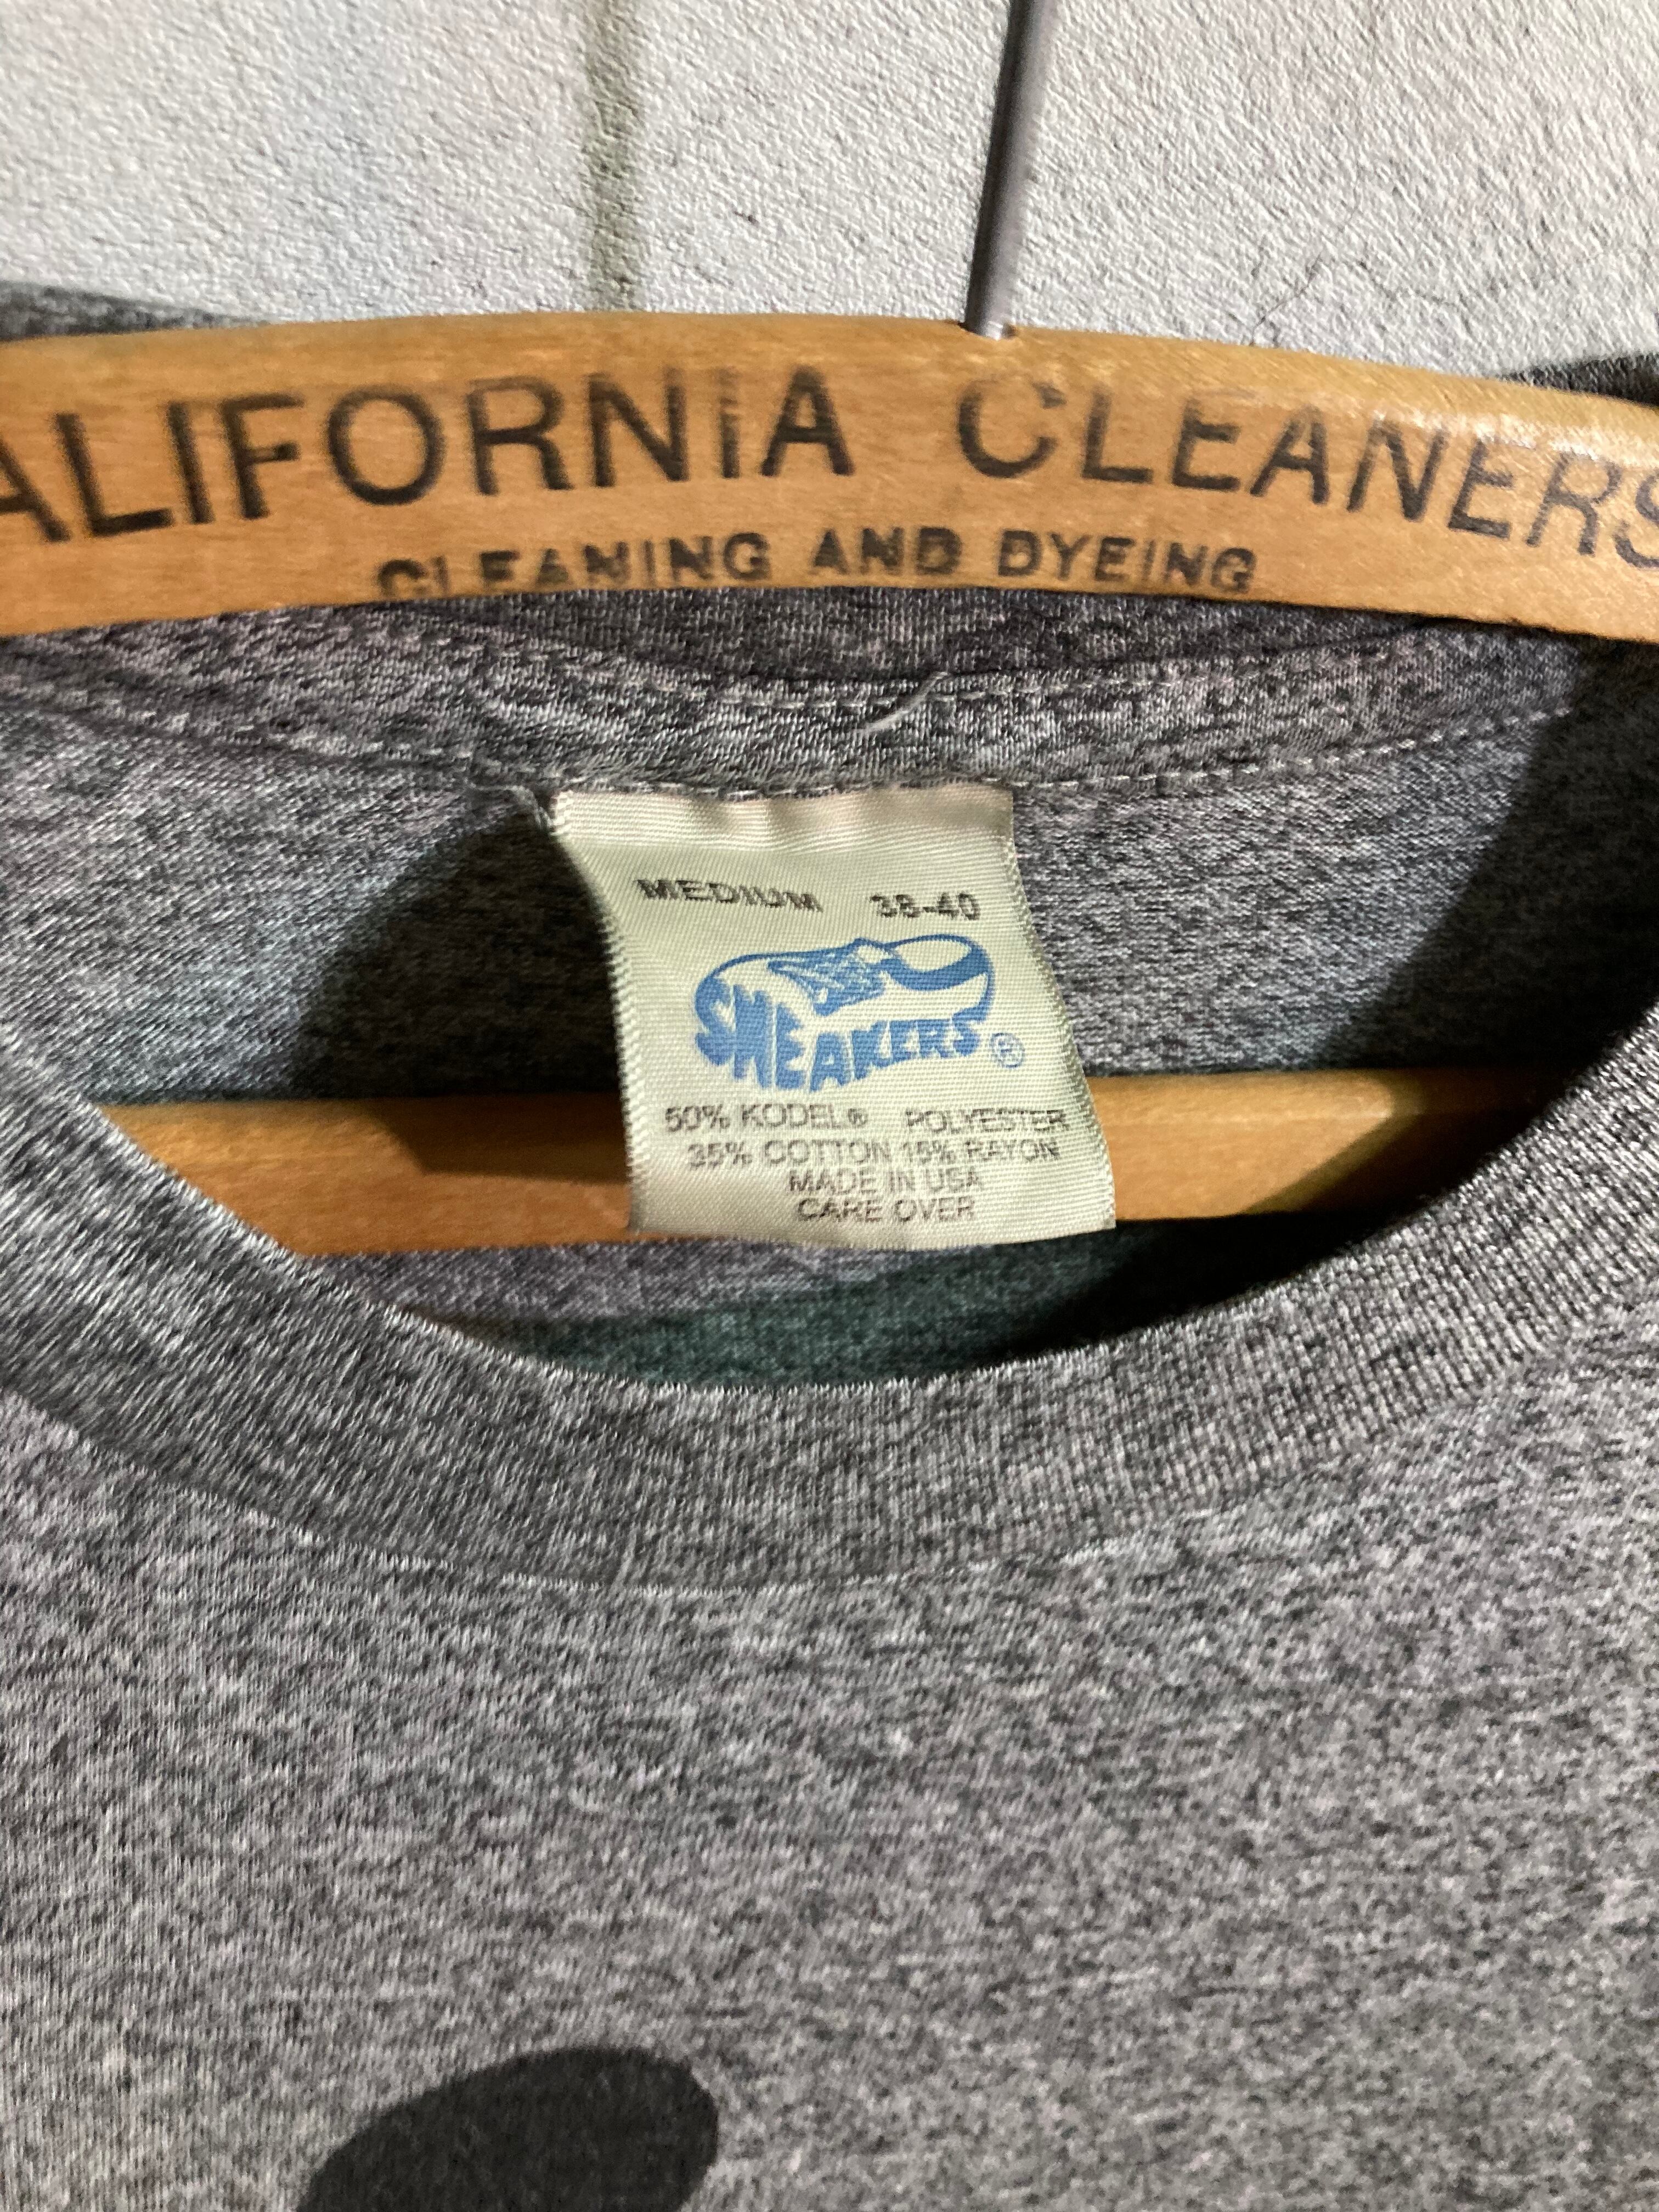 ALIFORNIA CLEANERS
CLEANING AND DYEING
MEDIUM 38-40
SNEAKERS®
50% KODEL® POLYESTER
35% COTTON 15% RAYON
MADE IN USA
CARE OVER